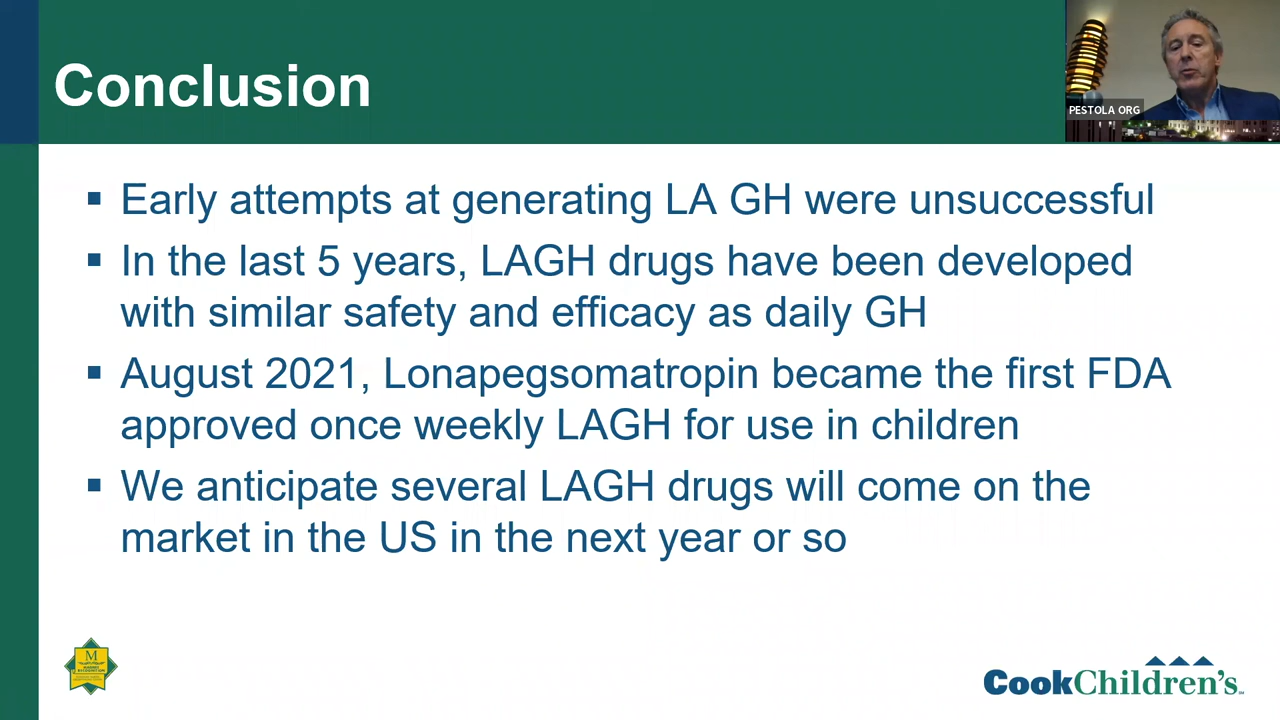 Conclusion
PESTOLA ORG
▪ Early attempts at generating LA GH were unsuccessful
▪ In the last 5 years, LAGH drugs have been developed
with similar safety and efficacy as daily GH
▪ August 2021, Lonapegsomatropin became the first FDA
approved once weekly LAGH for use in children
▪ We anticipate several LAGH drugs will come on the
market in the US in the next year or so
M
CookChildren's